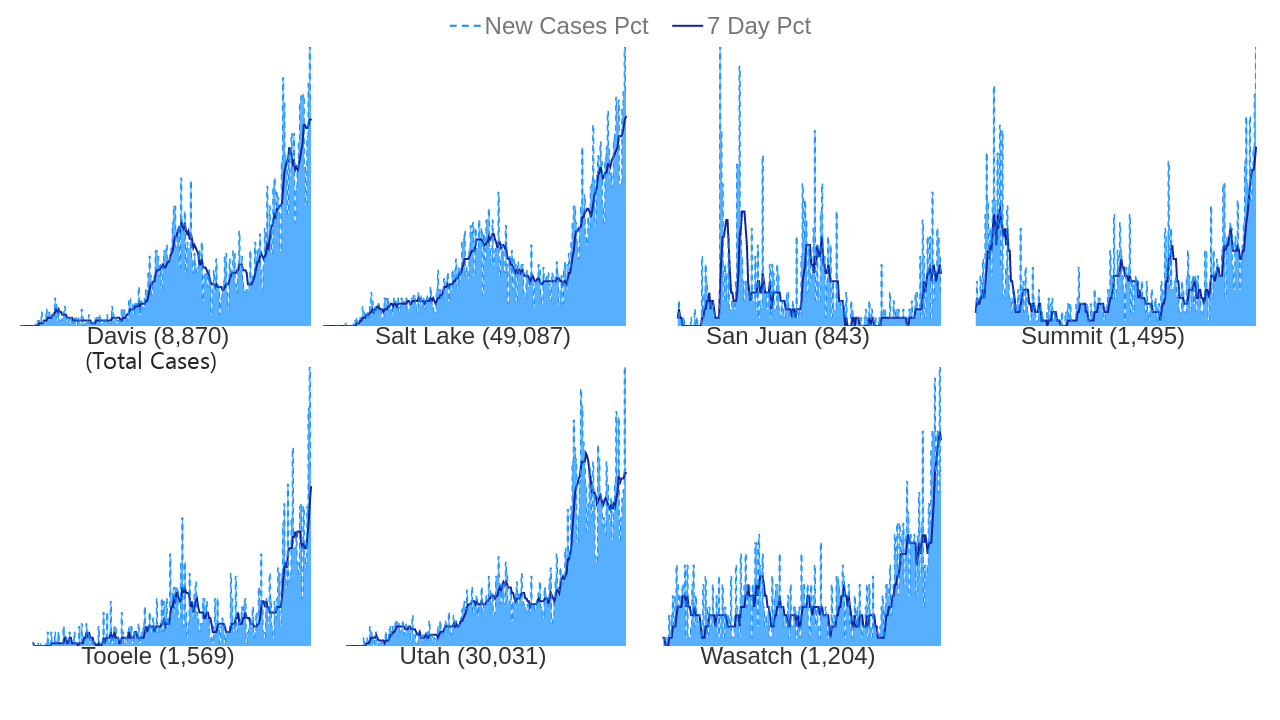 New Cases Pct 7 Day Pct
Davis (8,870)
(Total Cases)
Salt Lake (49,087)
San Juan (843)
Summit (1,495)
Tooele (1,569)
Utah (30,031)
Wasatch (1,204)